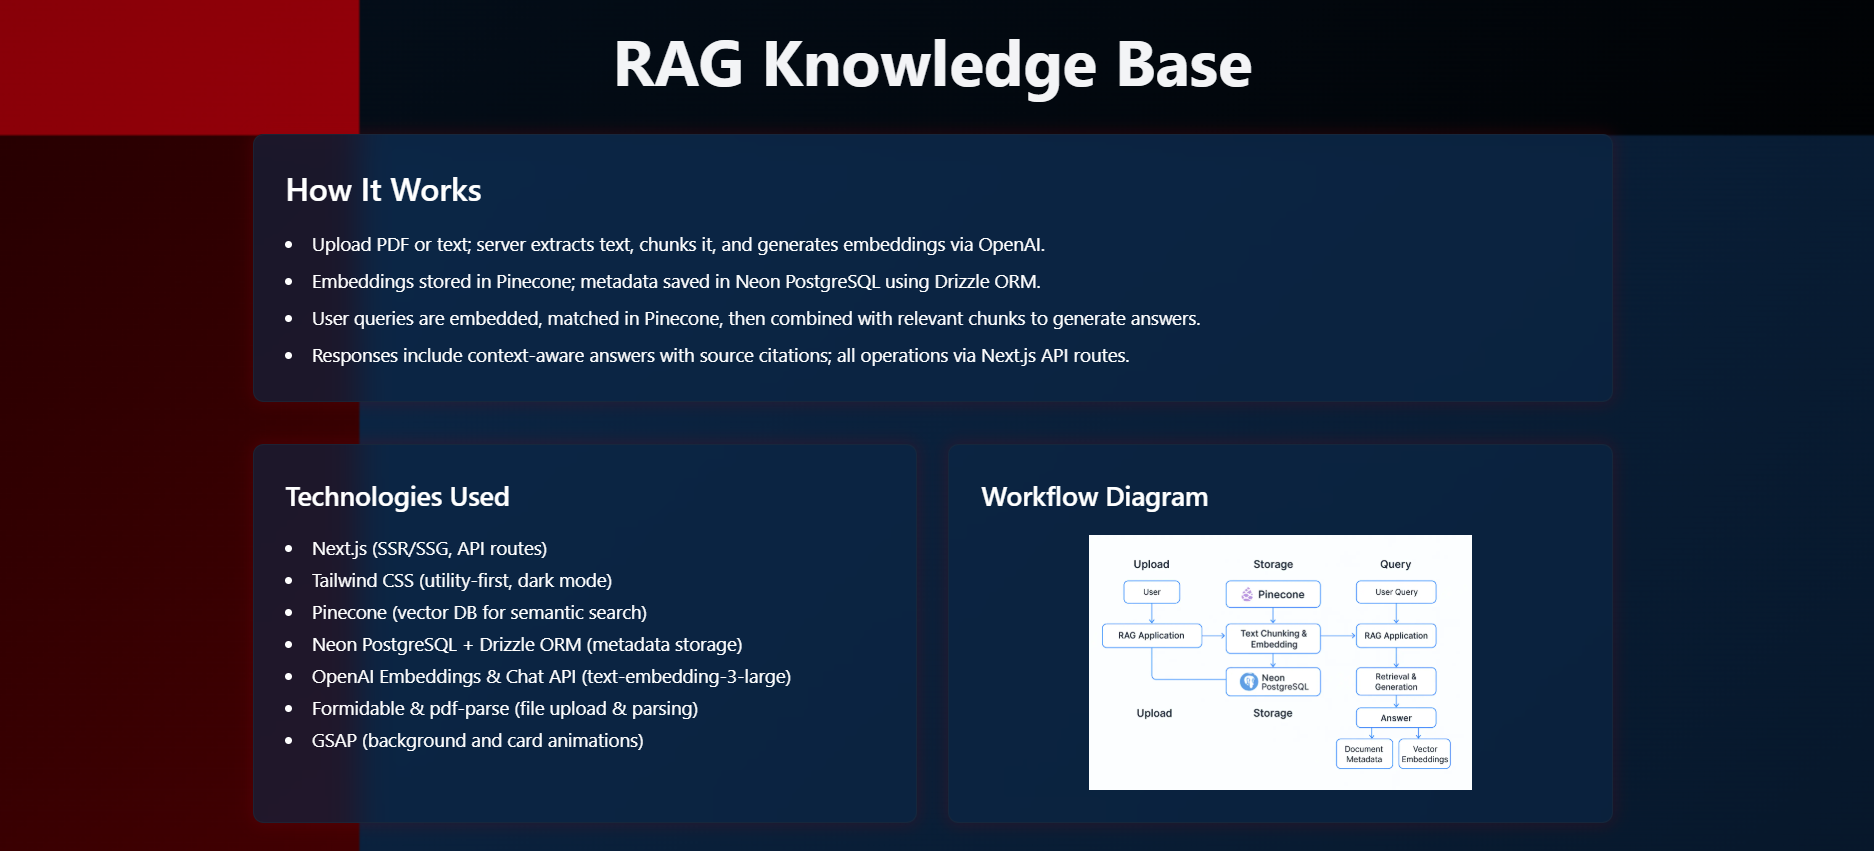 RAG Knowledge Base
How It Works
• Upload PDF or text; server extracts text, chunks it, and generates embeddings via OpenAI.
• Embeddings stored in Pinecone; metadata saved in Neon PostgreSQL using Drizzle ORM.
• User queries are embedded, matched in Pinecone, then combined with relevant chunks to generate answers.
• Responses include context-aware answers with source citations; all operations via Next.js API routes.
Technologies Used
• Next.js (SSR/SSG, API routes)
• Tailwind CSS (utility-first, dark mode)
• Pinecone (vector DB for semantic search)
• Neon PostgreSQL + Drizzle ORM (metadata storage)
• OpenAI Embeddings & Chat API (text-embedding-3-large)
• Formidable & pdf-parse (file upload & parsing)
• GSAP (background and card animations)
Workflow Diagram
Upload
User
RAG Application
Upload
Storage
Pinecone
Text Chunking &
Embedding
Neon
PostgreSQL
Storage
Query
User Query
RAG Application
Retrieval &
Generation
Answer
Document
Metadata
Vector
Embeddings